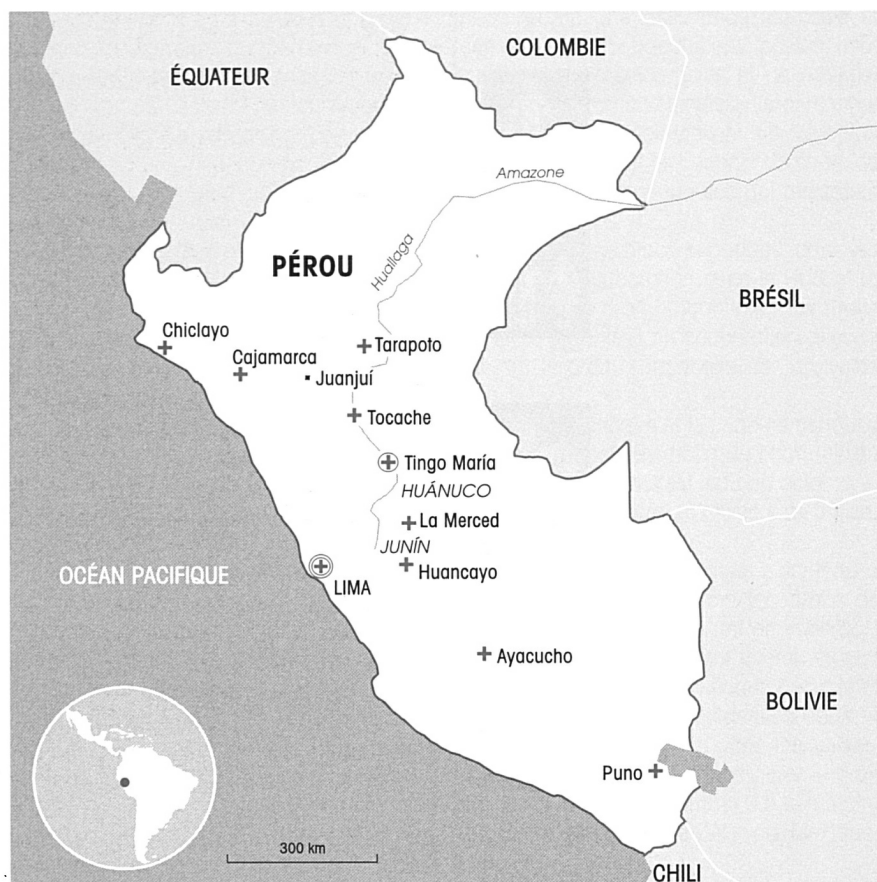 COLOMBIE
ÉQUATEUR
Amazone
Huallaga
PÉROU
BRÉSIL
Chiclayo
Tarapoto
Cajamarca
Juanjuí
Tocache
Tingo María
HUÁNUCO
La Merced
JUNÍN
OCÉAN PACIFIQUE
Huancayo
LIMA
Ayacucho
BOLIVIE
Puno
300 km
CHILI